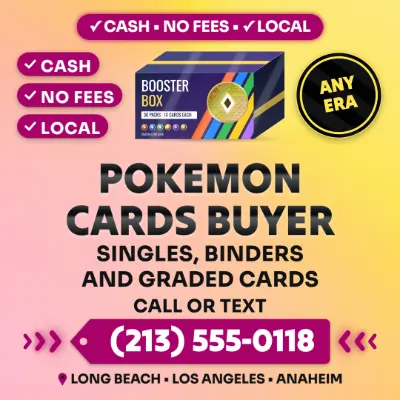 ✓ CASH ▪ NO FEES ▪ ✓ LOCAL
✓ CASH
✓ NO FEES
✓ LOCAL
BOOSTER
BOX
ANY
ERA
POKEMON
CARDS BUYER
SINGLES, BINDERS
AND GRADED CARDS
CALL OR TEXT
(213) 555-0118
LONG BEACH ▪ LOS ANGELES ▪ ANAHEIM